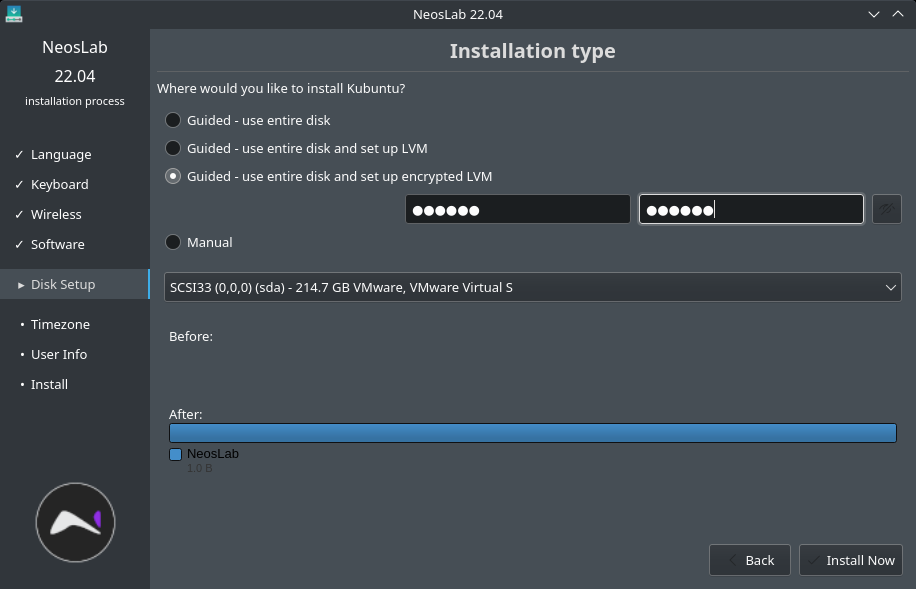 NeosLab 22.04
NeosLab
22.04
installation process
✓ Language
✓ Keyboard
✓ Wireless
✓ Software
▸ Disk Setup
• Timezone
• User Info
• Install
Installation type
Where would you like to install Kubuntu?
Guided - use entire disk
Guided - use entire disk and set up LVM
Guided - use entire disk and set up encrypted LVM
●●●●●● ●●●●●●
Manual
SCSI33 (0,0,0) (sda) - 214.7 GB VMware, VMware Virtual S
Before:
After:
NeosLab
1.0 B
Back Install Now